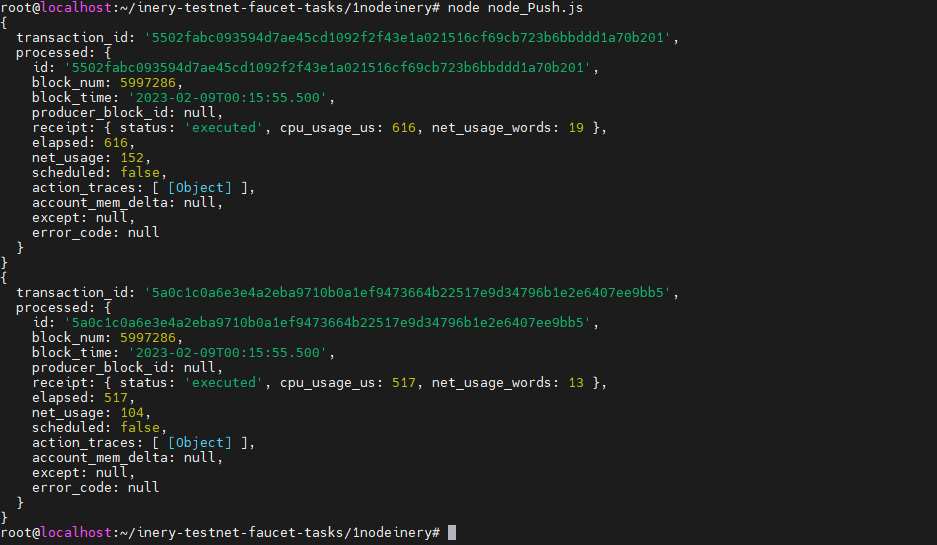 root@localhost:~/inery-testnet-faucet-tasks/1nodeinery# node node_Push.js
{
  transaction_id: '5502fabc093594d7ae45cd1092f2f43e1a021516cf69cb723b6bbddd1a70b201',
  processed: {
    id: '5502fabc093594d7ae45cd1092f2f43e1a021516cf69cb723b6bbddd1a70b201',
    block_num: 5997286,
    block_time: '2023-02-09T00:15:55.500',
    producer_block_id: null,
    receipt: { status: 'executed', cpu_usage_us: 616, net_usage_words: 19 },
    elapsed: 616,
    net_usage: 152,
    scheduled: false,
    action_traces: [ [Object] ],
    account_mem_delta: null,
    except: null,
    error_code: null
  }
}
{
  transaction_id: '5a0c1c0a6e3e4a2eba9710b0a1ef9473664b22517e9d34796b1e2e6407ee9bb5',
  processed: {
    id: '5a0c1c0a6e3e4a2eba9710b0a1ef9473664b22517e9d34796b1e2e6407ee9bb5',
    block_num: 5997286,
    block_time: '2023-02-09T00:15:55.500',
    producer_block_id: null,
    receipt: { status: 'executed', cpu_usage_us: 517, net_usage_words: 13 },
    elapsed: 517,
    net_usage: 104,
    scheduled: false,
    action_traces: [ [Object] ],
    account_mem_delta: null,
    except: null,
    error_code: null
  }
}
root@localhost:~/inery-testnet-faucet-tasks/1nodeinery#